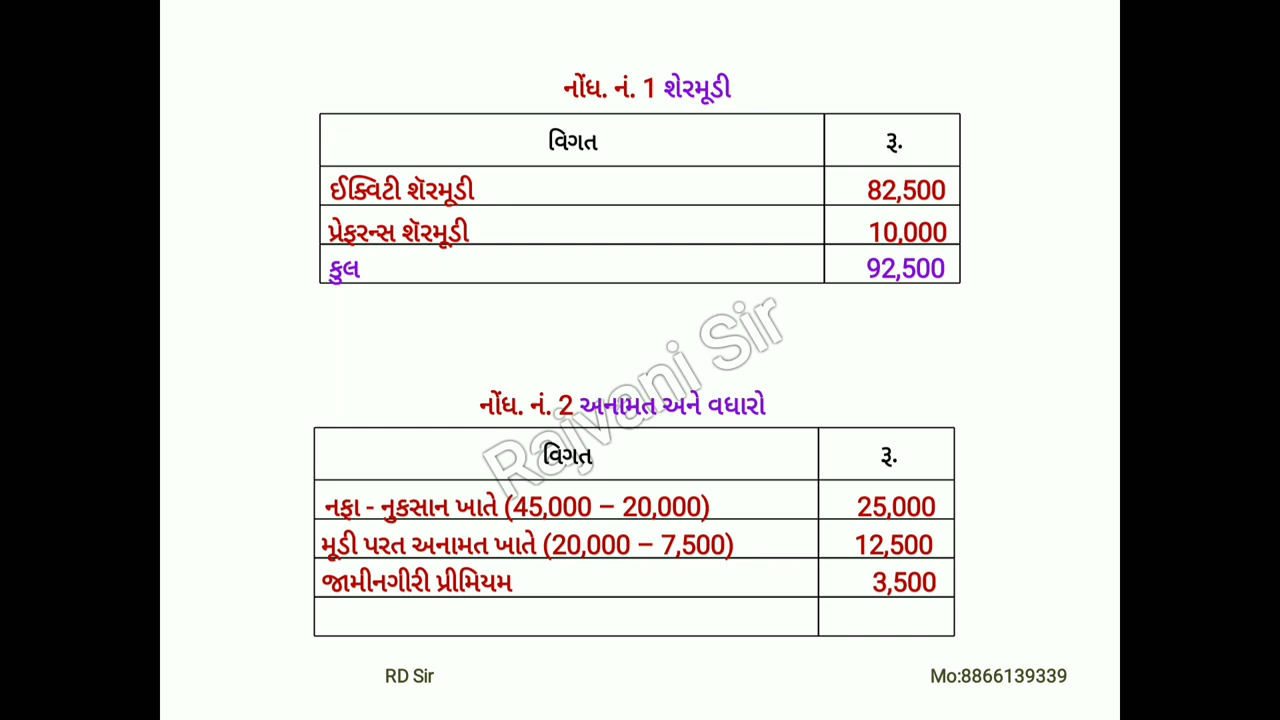 નોંધ. નં. 1 શેરમૂડી
વિગત રૂ.
ઈક્વિટી શૅરમૂડી 82,500
પ્રેફરન્સ શૅરમૂડી 10,000
કુલ 92,500
Rajvani Sir
નોંધ. નં. 2 અનામત અને વધારો
વિગત રૂ.
નફા - નુકસાન ખાતે (45,000 – 20,000) 25,000
મૂડી પરત અનામત ખાતે (20,000 – 7,500) 12,500
જામીનગીરી પ્રીમિયમ 3,500
RD Sir Mo:8866139339